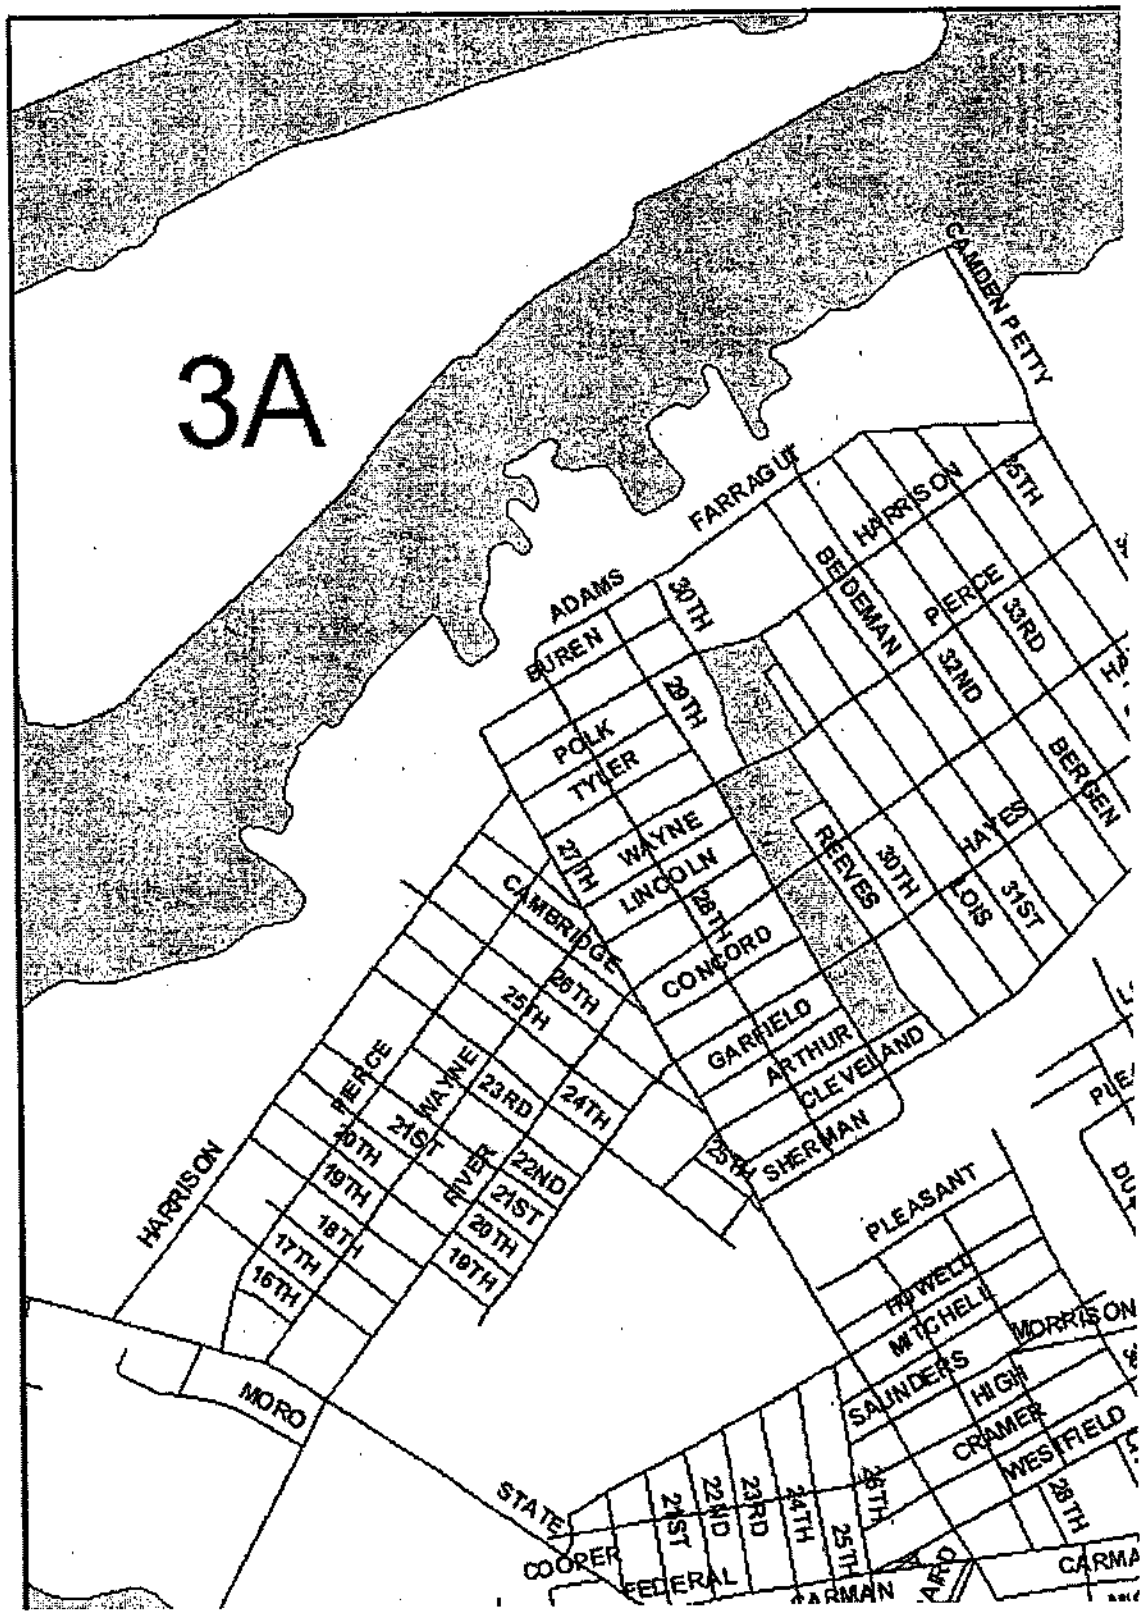 CAMDEN PETTY
3A
FARRAGUT
HARRISON
35TH
ADAMS
30TH
BEIDEMAN
PIERCE
33RD
BUREN
32ND
29TH
POLK
TYLER
BERGEN
WAYNE
27TH
LINCOLN
REEVES
30TH
HAYES
CAMBRIDGE
28TH
LOIS
31ST
CONCORD
26TH
25TH
GARFIELD
ARTHUR
CLEVELAND
PIERCE
WAYNE
23RD
24TH
SHERMAN
25TH
21ST
20TH
22ND
RIVER
19TH
21ST
HARRISON
18TH
20TH
PLEASANT
17TH
19TH
16TH
HOWELL
MITCHELL
MORRISON
MORO
SAUNDERS
HIGH
CRAMER
WESTFIELD
STATE
21ST
22ND
23RD
24TH
26TH
28TH
25TH
COOPER
FEDERAL
CARMAN
CARMA